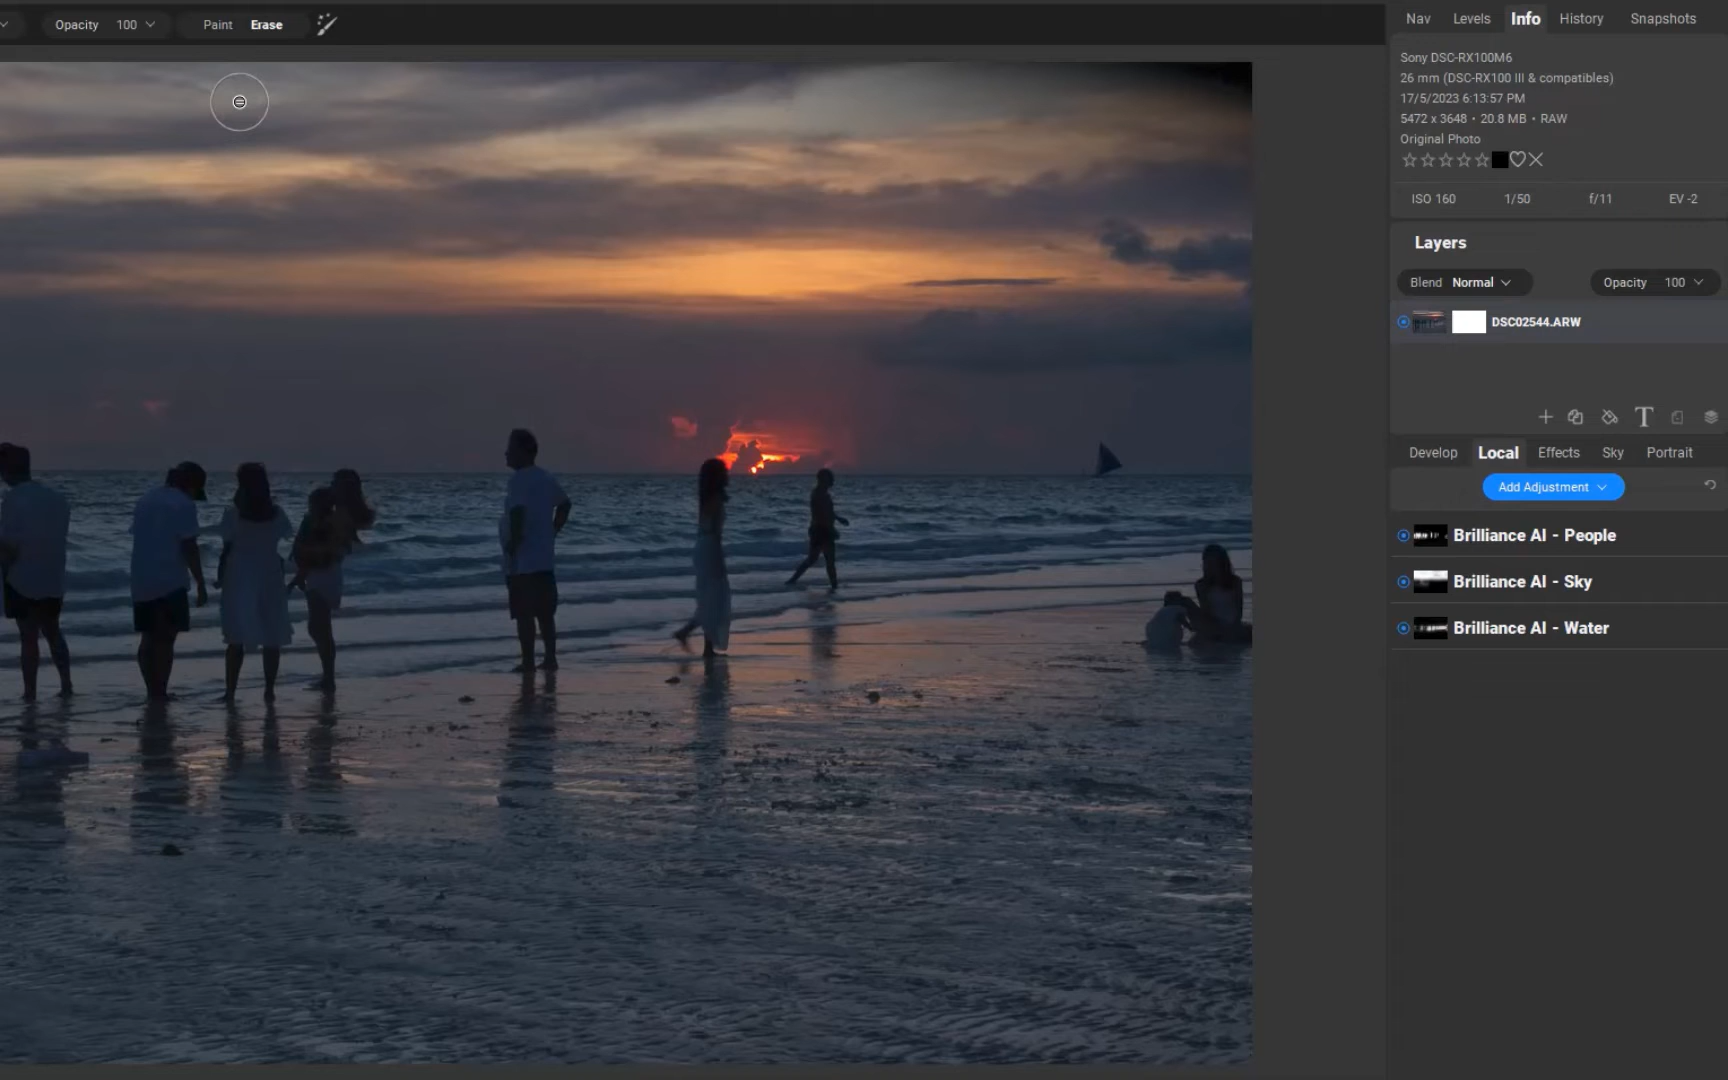 Opacity 100 Paint Erase
Nav Levels Info History Snapshots
Sony DSC-RX100M6
26 mm (DSC-RX100 III & compatibles)
17/5/2023 6:13:57 PM
5472 x 3648 • 20.8 MB • RAW
Original Photo
ISO 160 1/50 f/11 EV -2
Layers
Blend Normal Opacity 100
DSC02544.ARW
T
Develop Local Effects Sky Portrait
Add Adjustment
Brilliance AI - People
Brilliance AI - Sky
Brilliance AI - Water